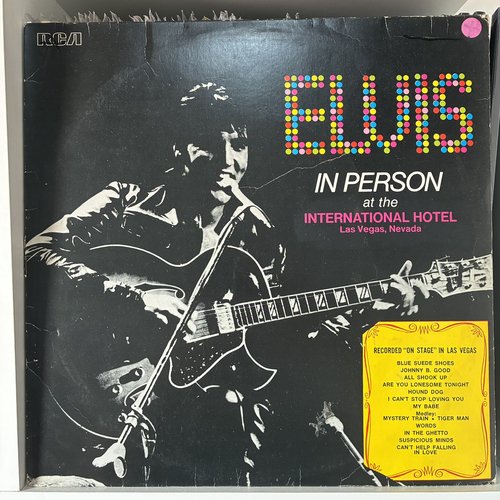 RCA
ELVIS
IN PERSON
at the
INTERNATIONAL HOTEL
Las Vegas, Nevada
RECORDED "ON STAGE" IN LAS VEGAS
BLUE SUEDE SHOES
JOHNNY B. GOOD
ALL SHOOK UP
ARE YOU LONESOME TONIGHT
HOUND DOG
I CAN'T STOP LOVING YOU
MY BABE
Medley:
MYSTERY TRAIN • TIGER MAN
WORDS
IN THE GHETTO
SUSPICIOUS MINDS
CAN'T HELP FALLING
IN LOVE